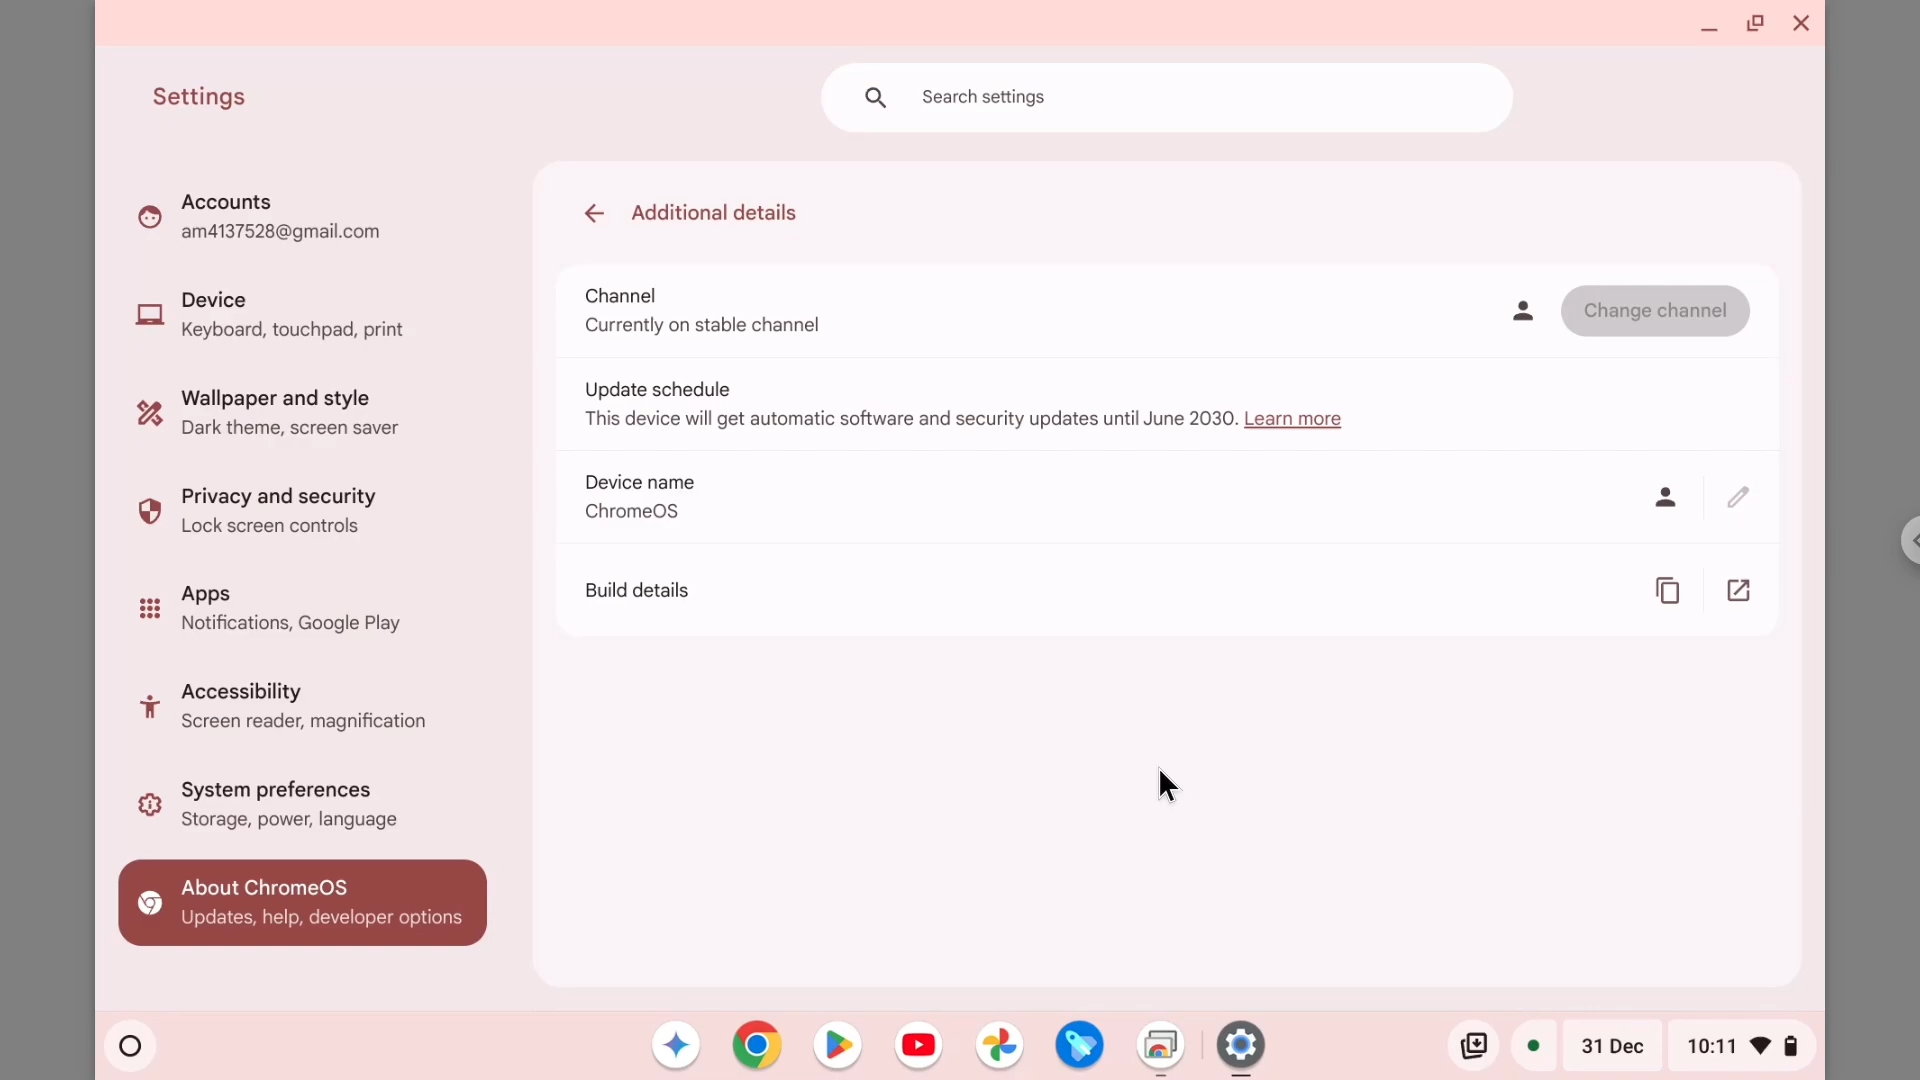 Settings
Search settings
Accounts
am4137528@gmail.com
Device
Keyboard, touchpad, print
Wallpaper and style
Dark theme, screen saver
Privacy and security
Lock screen controls
Apps
Notifications, Google Play
Accessibility
Screen reader, magnification
System preferences
Storage, power, language
About ChromeOS
Updates, help, developer options
Additional details
Channel
Currently on stable channel
Change channel
Update schedule
This device will get automatic software and security updates until June 2030. Learn more
Device name
ChromeOS
Build details
31 Dec
10:11